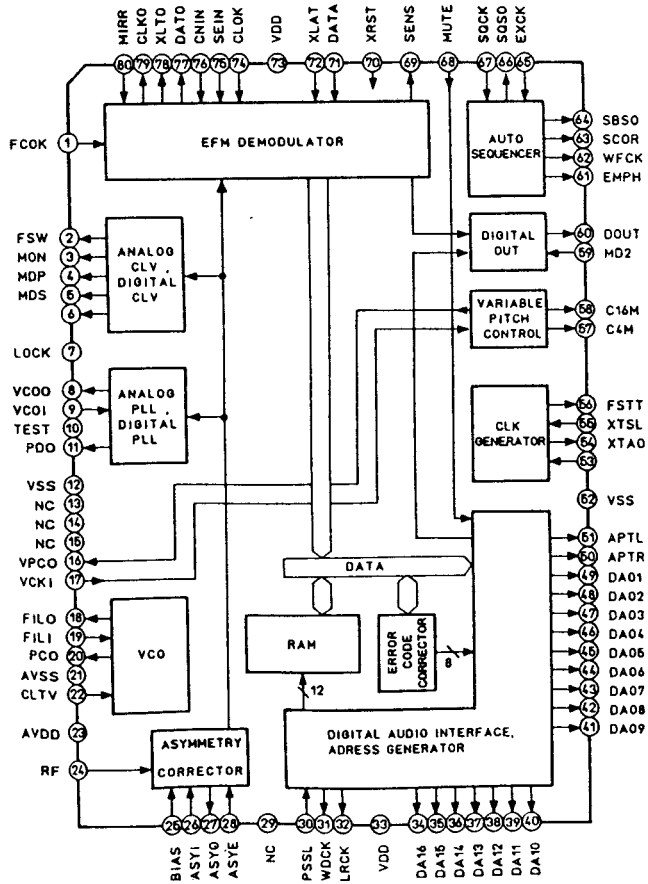 MIRR
CLKO
XLTO
DATO
CNIN
SEIN
CLOK
VDD
XLAT
DATA
XRST
SENS
MUTE
SQCK
SQSO
EXCK
80
79
78
77
76
75
74
73
72
71
70
69
68
67
66
65
FCOK
1
EFM DEMODULATOR
AUTO
SEQUENCER
64
SBSO
63
SCOR
62
WFCK
61
EMPH
FSW
2
MON
3
MDP
4
MDS
5
6
ANALOG
CLV ,
DIGITAL
CLV
DIGITAL
OUT
60
DOUT
59
MD2
VARIABLE
PITCH
CONTROL
58
C16M
57
C4M
LOCK
7
VCOO
8
VCOI
9
TEST
10
PDO
11
ANALOG
PLL ,
DIGITAL
PLL
CLK
GENERATOR
56
FSTT
55
XTSL
54
XTAO
53
VSS
12
NC
13
NC
14
NC
15
VPCO
16
VCKI
17
52
VSS
DATA
51
APTL
50
APTR
49
DA01
48
DA02
47
DA03
46
DA04
45
DA05
44
DA06
43
DA07
42
DA08
41
DA09
FILO
18
FILI
19
PCO
20
AVSS
21
CLTV
22
VCO
RAM
ERROR
CODE
CORRECTOR
8
12
AVDD
23
RF
24
ASYMMETRY
CORRECTOR
DIGITAL AUDIO INTERFACE,
ADRESS GENERATOR
25
26
27
28
29
30
31
32
33
34
35
36
37
38
39
40
BIAS
ASYI
ASYO
ASYE
NC
PSSL
WDCK
LRCK
VDD
DA16
DA15
DA14
DA13
DA12
DA11
DA10